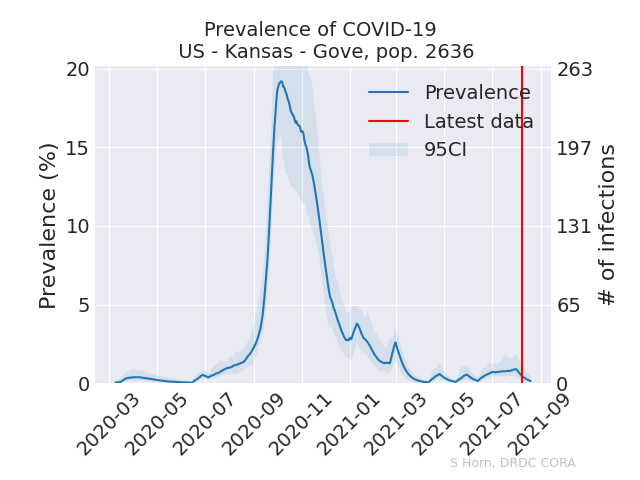 Prevalence of COVID-19
US - Kansas - Gove, pop. 2636
Prevalence (%)
20
15
10
5
0
263
197
131
65
0
# of infections
Prevalence
Latest data
95CI
2020-03
2020-05
2020-07
2020-09
2020-11
2021-01
2021-03
2021-05
2021-07
2021-09
S Horn, DRDC CORA